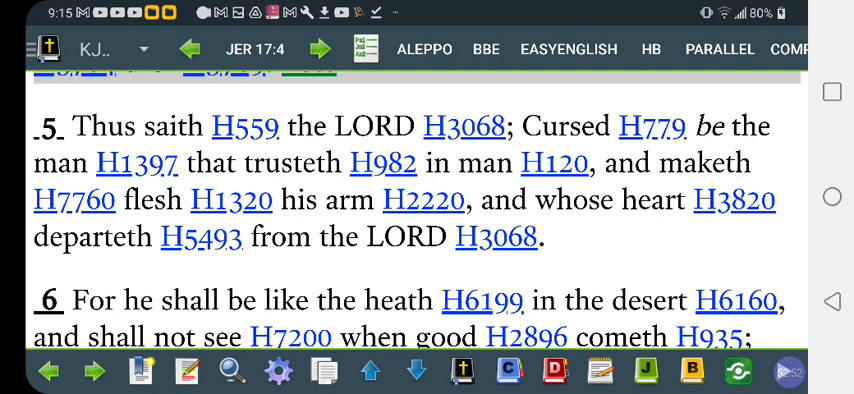 9:15 80%
KJ.. JER 17:4 ALEPPO BBE EASYENGLISH HB PARALLEL COMP
5 Thus saith H559 the LORD H3068; Cursed H779 be the
man H1397 that trusteth H982 in man H120, and maketh
H7760 flesh H1320 his arm H2220, and whose heart H3820
departeth H5493 from the LORD H3068.
6 For he shall be like the heath H6199 in the desert H6160,
and shall not see H7200 when good H2896 cometh H935;
C D J B 52:52